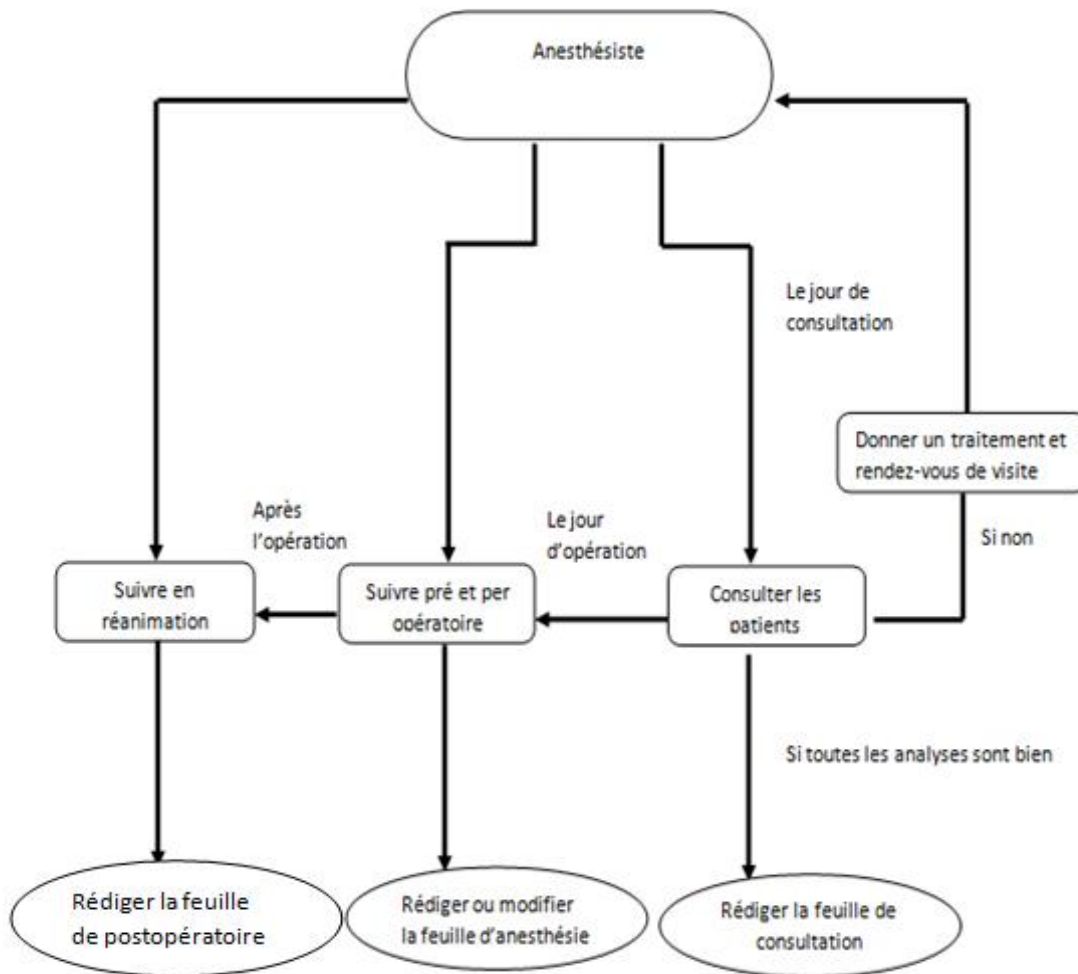 Anesthésiste
Le jour de
consultation
Donner un traitement et
rendez-vous de visite
Si non
Après
l'opération
Le jour
d'opération
Suivre en
réanimation
Suivre pré et per
opératoire
Consulter les
patients
Si toutes les analyses sont bien
Rédiger la feuille
de postopératoire
Rédiger ou modifier
la feuille d'anesthésie
Rédiger la feuille de
consultation